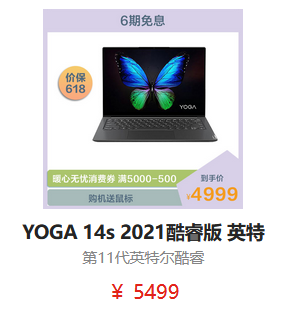 6期免息
价保
618
YOGA
暖心无忧消费券 满5000-500
到手价
¥4999
购机送鼠标
YOGA 14s 2021酷睿版 英特
第11代英特尔酷睿
¥ 5499